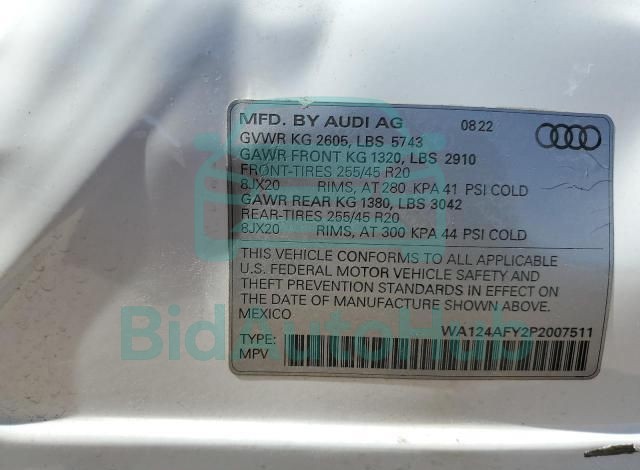 MFD. BY AUDI AG 0822
GVWR KG 2605, LBS 5743
GAWR FRONT KG 1320, LBS 2910
FRONT-TIRES 255/45 R20
8JX20 RIMS, AT 280 KPA 41 PSI COLD
GAWR REAR KG 1380, LBS 3042
REAR-TIRES 255/45 R20
8JX20 RIMS, AT 300 KPA 44 PSI COLD
THIS VEHICLE CONFORMS TO ALL APPLICABLE
U.S. FEDERAL MOTOR VEHICLE SAFETY AND
THEFT PREVENTION STANDARDS IN EFFECT ON
THE DATE OF MANUFACTURE SHOWN ABOVE.
MEXICO
WA124AFY2P2007511
TYPE:
MPV
BidAutoHub